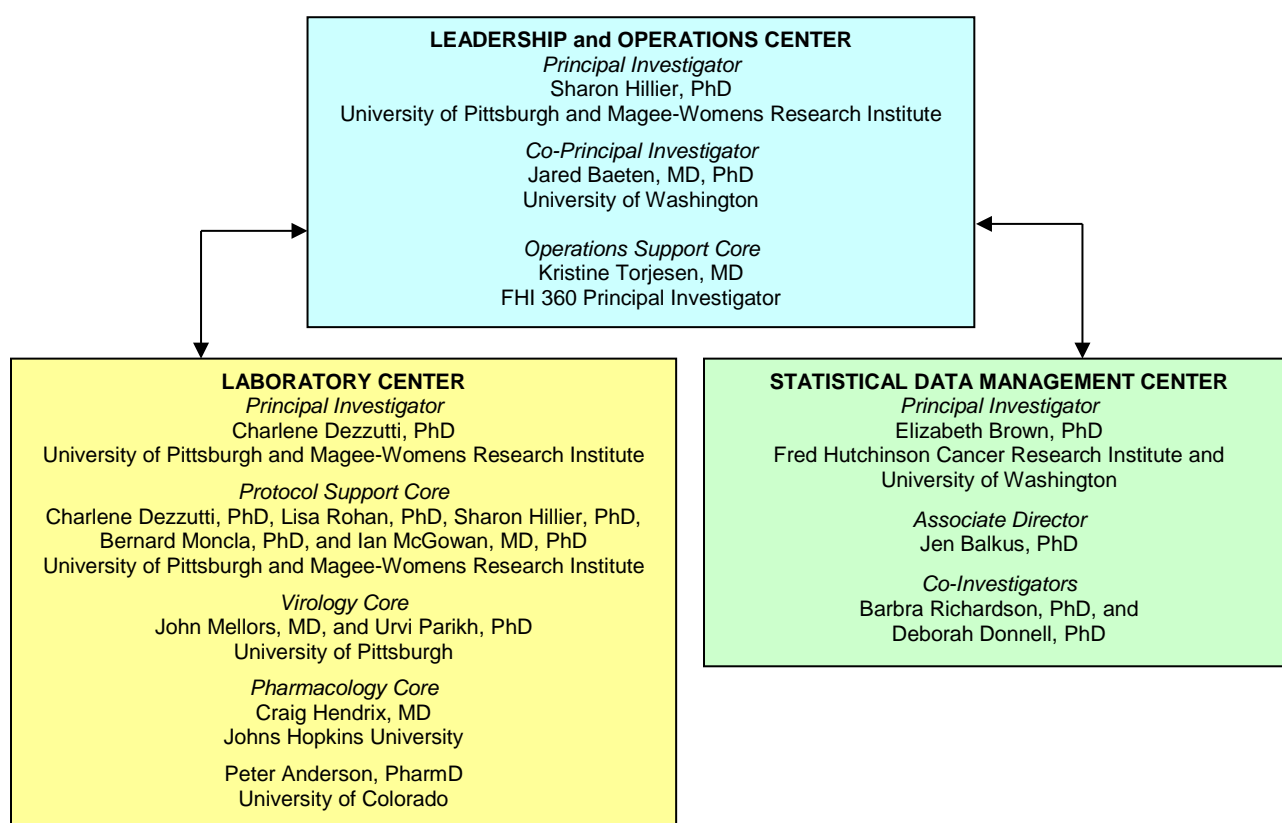 LEADERSHIP and OPERATIONS CENTER
Principal Investigator
Sharon Hillier, PhD
University of Pittsburgh and Magee-Womens Research Institute
Co-Principal Investigator
Jared Baeten, MD, PhD
University of Washington
Operations Support Core
Kristine Torjesen, MD
FHI 360 Principal Investigator
LABORATORY CENTER
Principal Investigator
Charlene Dezzutti, PhD
University of Pittsburgh and Magee-Womens Research Institute
Protocol Support Core
Charlene Dezzutti, PhD, Lisa Rohan, PhD, Sharon Hillier, PhD,
Bernard Moncla, PhD, and Ian McGowan, MD, PhD
University of Pittsburgh and Magee-Womens Research Institute
Virology Core
John Mellors, MD, and Urvi Parikh, PhD
University of Pittsburgh
Pharmacology Core
Craig Hendrix, MD
Johns Hopkins University
Peter Anderson, PharmD
University of Colorado
STATISTICAL DATA MANAGEMENT CENTER
Principal Investigator
Elizabeth Brown, PhD
Fred Hutchinson Cancer Research Institute and
University of Washington
Associate Director
Jen Balkus, PhD
Co-Investigators
Barbra Richardson, PhD, and
Deborah Donnell, PhD